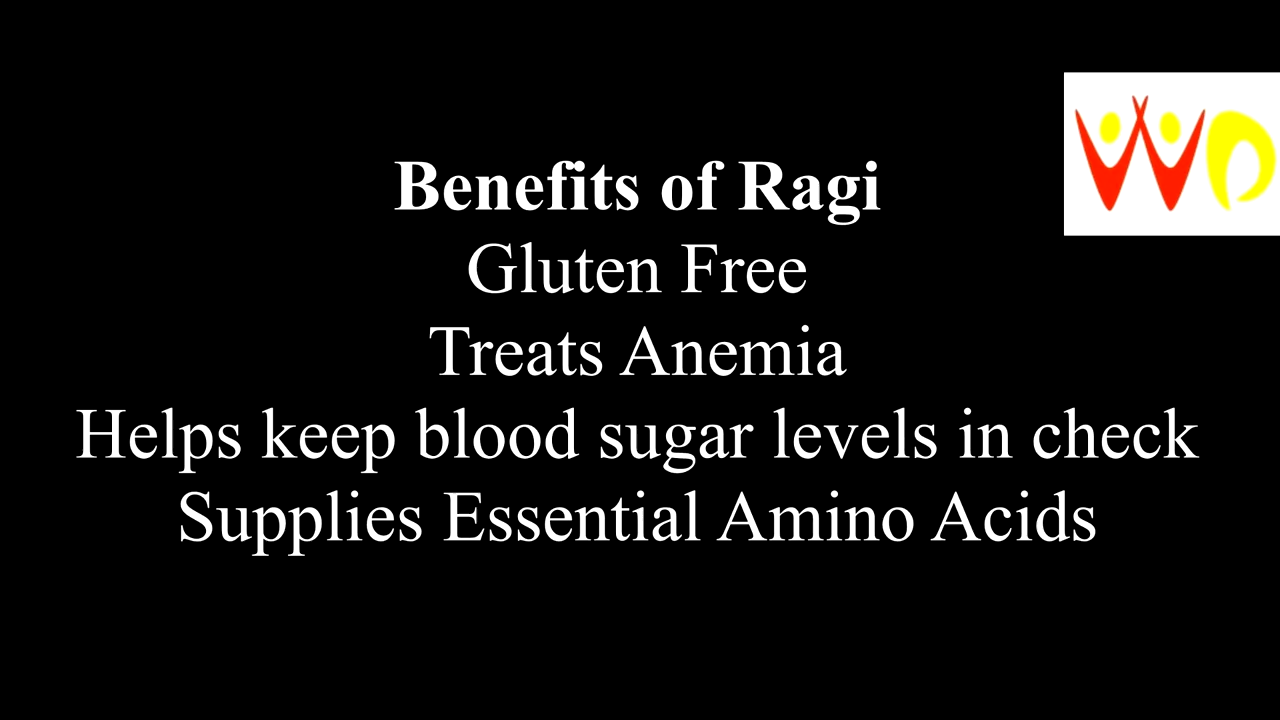 Benefits of Ragi
Gluten Free
Treats Anemia
Helps keep blood sugar levels in check
Supplies Essential Amino Acids